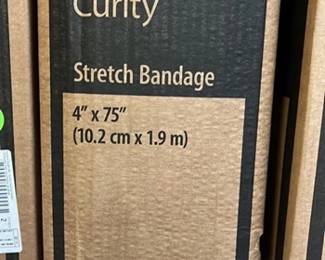 Curity
Stretch Bandage
4” x 75”
(10.2 cm x 1.9 m)